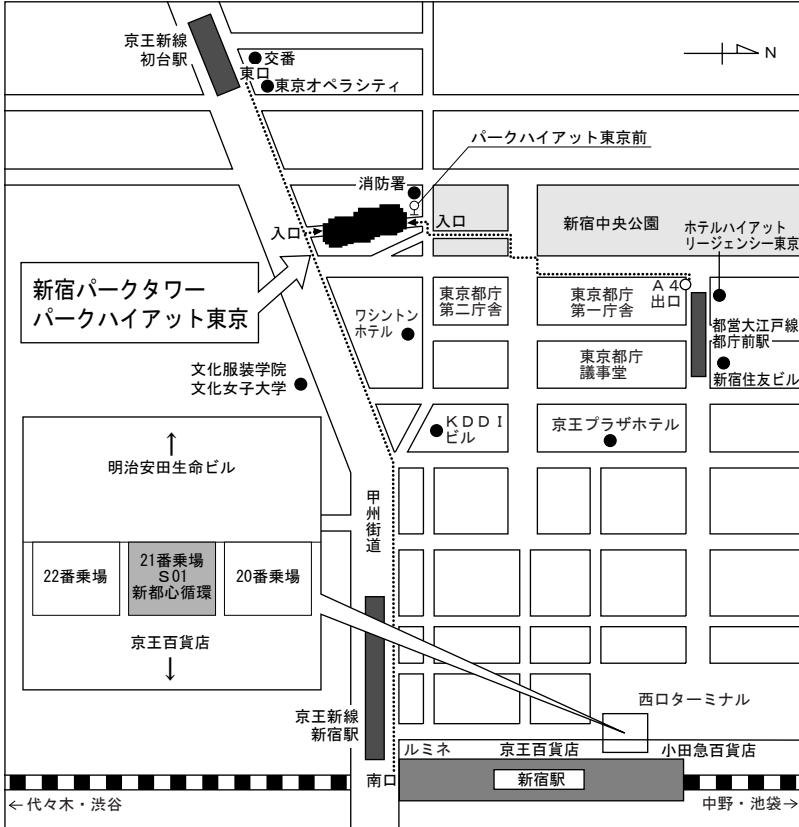 京王新線
初台駅
交番
東口
東京オペラシティ
N
パークハイアット東京前
消防署
入口
入口
新宿中央公園
ホテルハイアット
リージェンシー東京
新宿パークタワー
パークハイアット東京
東京都庁
第二庁舎
東京都庁
第一庁舎
A4
出口
ワシントン
ホテル
都営大江戸線
都庁前駅
東京都庁
議事堂
新宿住友ビル
文化服装学院
文化女子大学
KDDI
ビル
京王プラザホテル
↑
明治安田生命ビル
甲州街道
22番乗場
21番乗場
S01
新都心循環
20番乗場
京王百貨店
↓
京王新線
新宿駅
西口ターミナル
ルミネ
京王百貨店
小田急百貨店
南口
新宿駅
←代々木・渋谷
中野・池袋→